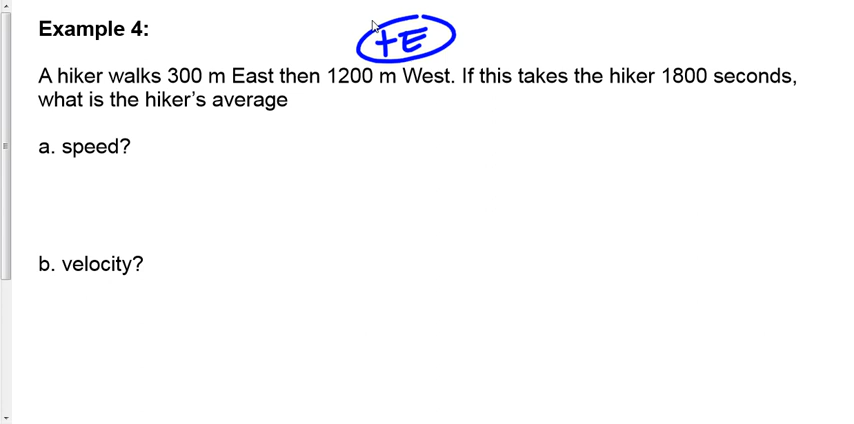 Example 4:
+E
A hiker walks 300 m East then 1200 m West. If this takes the hiker 1800 seconds,
what is the hiker's average
a. speed?
b. velocity?